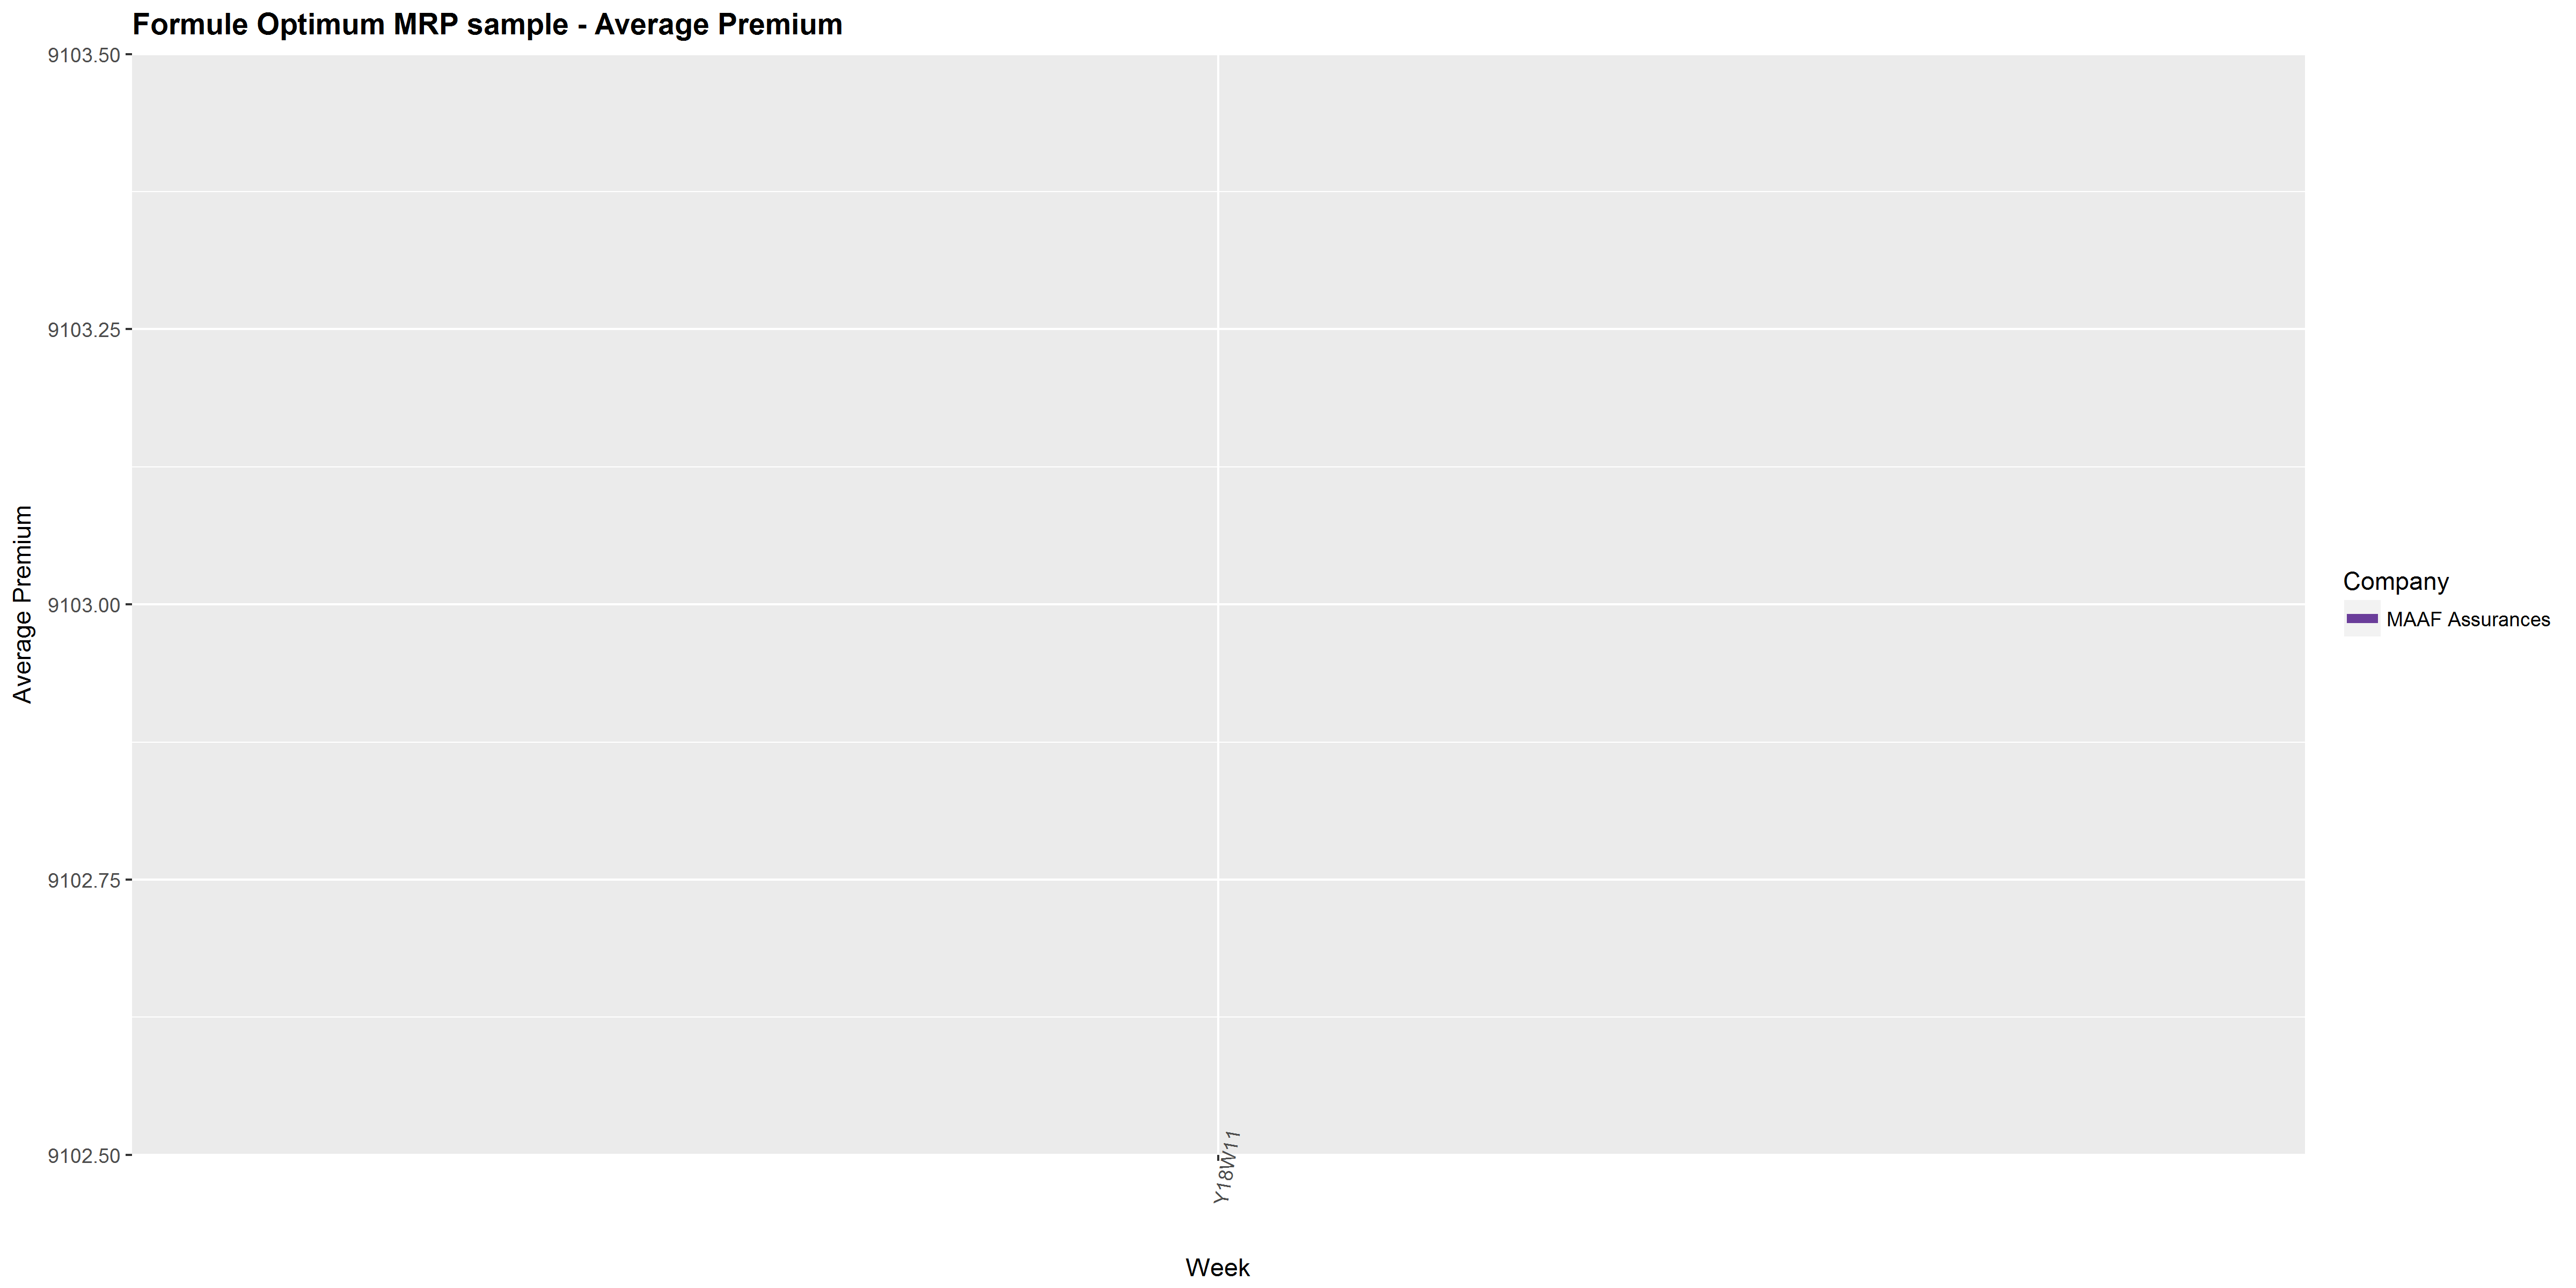 Formule Optimum MRP sample - Average Premium
9103.50
9103.25
9103.00
9102.75
9102.50
Average Premium
Y18W11
Week
Company
MAAF Assurances